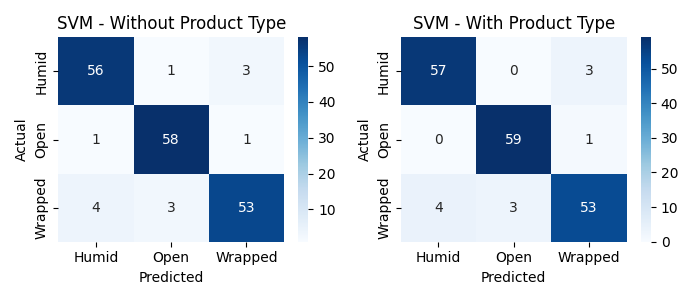 SVM - Without Product Type
Humid
Open
Wrapped
Actual
56 1 3
1 58 1
4 3 53
Humid Open Wrapped
Predicted
50
40
30
20
10
SVM - With Product Type
Humid
Open
Wrapped
Actual
57 0 3
0 59 1
4 3 53
Humid Open Wrapped
Predicted
50
40
30
20
10
0